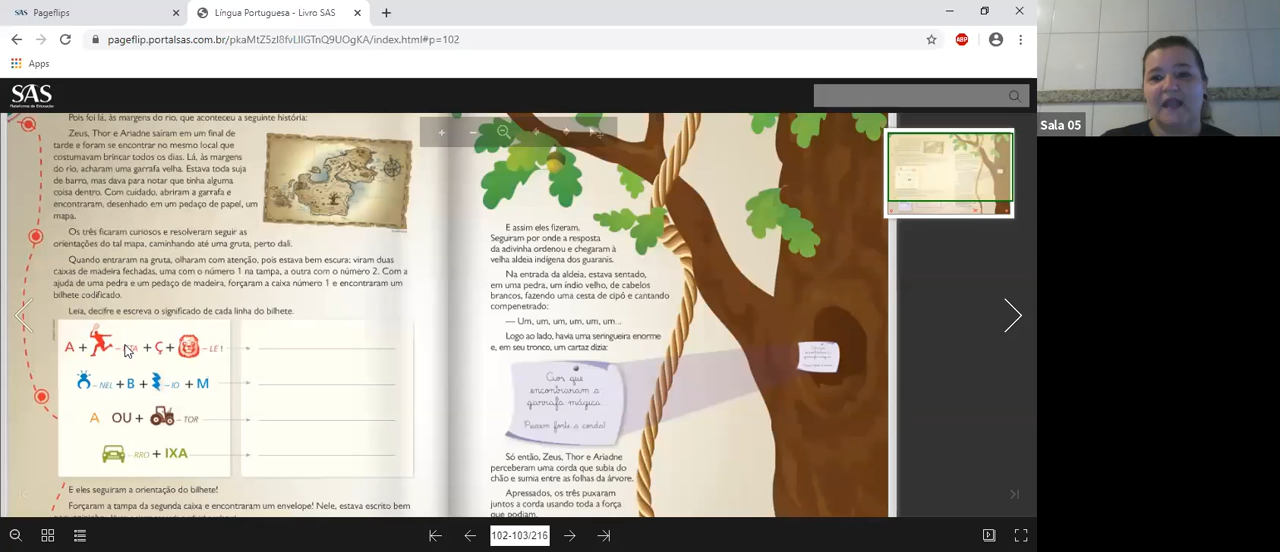 SAS Pageflips
Língua Portuguesa - Livro SAS
pageflip.portalsas.com.br/pkaMtZ5zI8fvLlIGTnQ9UOgKA/index.html#p=102
ABP
Apps
SAS
Plataforma de Educação
Sala 05
Pois foi lá, às margens do rio, que aconteceu a seguinte história:
Zeus, Thor e Ariadne saíram em um final de
tarde e foram se encontrar no mesmo local que
costumavam brincar todos os dias. Lá, às margens
do rio, acharam uma garrafa velha. Estava toda suja
de barro, mas dava para notar que tinha alguma
coisa dentro. Com cuidado, abriram a garrafa e
encontraram, desenhado em um pedaço de papel, um
mapa.
Os três ficaram curiosos e resolveram seguir as
orientações do tal mapa, caminhando até uma gruta, perto dali.
Quando entraram na gruta, olharam com atenção, pois estava bem escura: viram duas
caixas de madeira fechadas, uma com o número 1 na tampa, a outra com o número 2. Com a
ajuda de uma pedra e um pedaço de madeira, forçaram a caixa número 1 e encontraram um
bilhete codificado.
Leia, decifre e escreva o significado de cada linha do bilhete.
A + + Ç + – LE !
– NEL + B + – IO + M
A OU + – TOR
– RRO + IXA
E eles seguiram a orientação do bilhete!
Forçaram a tampa da segunda caixa e encontraram um envelope! Nele, estava escrito bem
E assim eles fizeram.
Seguiram por onde a resposta
da adivinha ordenou e chegaram à
velha aldeia indígena dos guaranis.
Na entrada da aldeia, estava sentado,
em uma pedra, um índio velho, de cabelos
brancos, fazendo uma cesta de cipó e cantando
compenetrado:
— Um, um, um, um, um, um...
Logo ao lado, havia uma seringueira enorme
e, em seu tronco, um cartaz dizia:
Aos que
encontraram a
garrafa mágica.
Puxem forte a corda!
Só então, Zeus, Thor e Ariadne
perceberam uma corda que subia do
chão e sumia entre as folhas da árvore.
Apressados, os três puxaram
juntos a corda usando toda a força
que podiam.
102-103/216